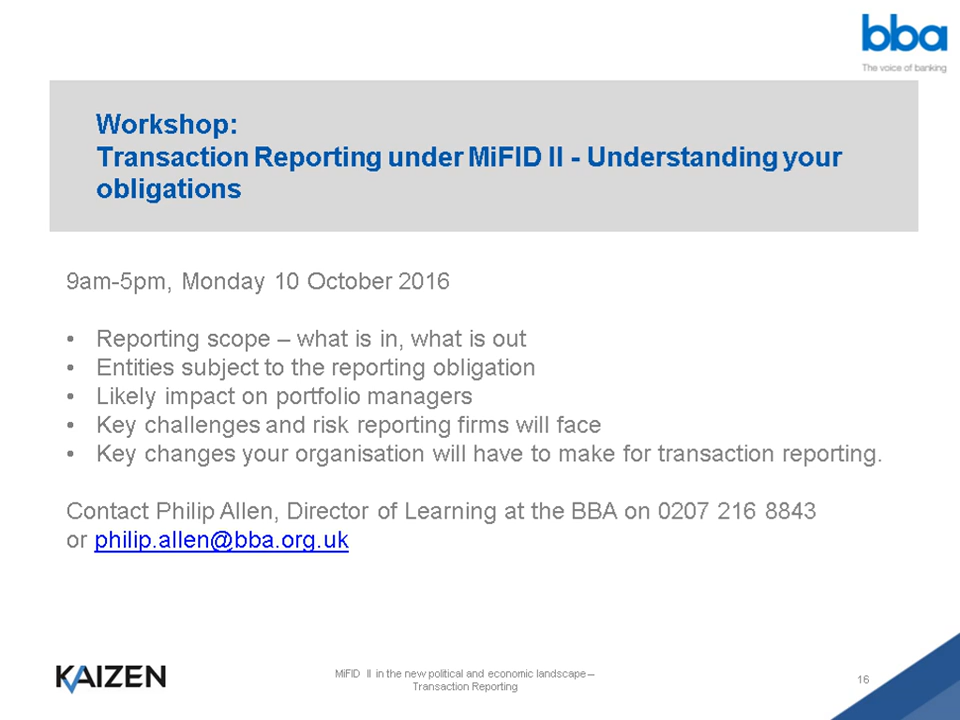 bba
The voice of banking
Workshop:
Transaction Reporting under MiFID II - Understanding your
obligations
9am-5pm, Monday 10 October 2016
• Reporting scope – what is in, what is out
• Entities subject to the reporting obligation
• Likely impact on portfolio managers
• Key challenges and risk reporting firms will face
• Key changes your organisation will have to make for transaction reporting.
Contact Philip Allen, Director of Learning at the BBA on 0207 216 8843
or philip.allen@bba.org.uk
KAIZEN
MiFID II in the new political and economic landscape –
Transaction Reporting
16